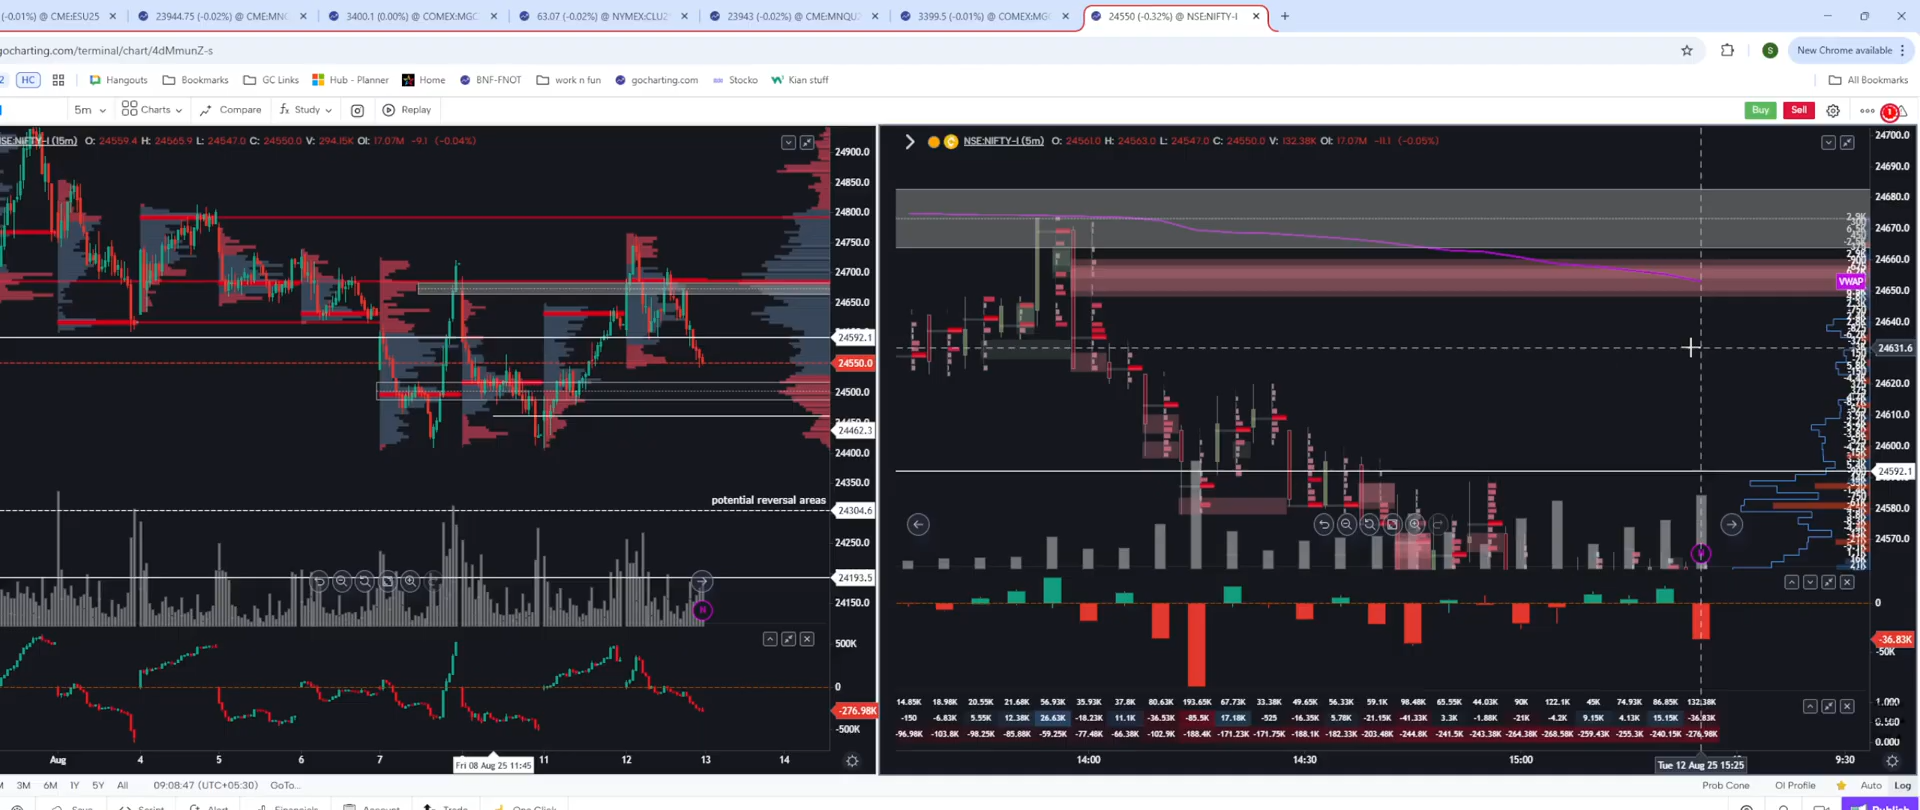 (-0.01%) @ CME:ESU25
23944.75 (-0.02%) @ CME:MNQ
3400.1 (0.00%) @ COMEX:MGC
63.07 (-0.02%) @ NYMEX:CLU2
23943 (-0.02%) @ CME:MNQU2
3399.5 (-0.01%) @ COMEX:MG
24550 (-0.32%) @ NSE:NIFTY-I
gocharting.com/terminal/chart/4dMmunZ-s
New Chrome available
HC Hangouts Bookmarks GC Links Hub - Planner Home BNF-FNOT work n fun gocharting.com Stocko Kian stuff All Bookmarks
5m Charts Compare Study Replay Buy Sell
NSE:NIFTY-I (15m) O: 24559.4 H: 24565.9 L: 24547.0 C: 24550.0 V: 294.15K OI: 17.07M -9.1 (-0.04%)
24900.0
24850.0
24800.0
24750.0
24700.0
24650.0
24592.1
24550.0
24500.0
24462.3
24400.0
24350.0
potential reversal areas
24304.6
24250.0
24193.5
24150.0
500K
0
-276.98K
-500K
Aug 4 5 6 7 11 12 13 14
Fri 08 Aug 25 11:45
NSE:NIFTY-I (5m) O: 24561.0 H: 24563.0 L: 24547.0 C: 24550.0 V: 132.38K OI: 17.07M -11.1 (-0.05%)
24700.0
24690.0
24680.0
24670.0
24660.0
VWAP
24650.0
24640.0
24631.6
24620.0
24610.0
24600.0
24592.1
24580.0
24570.0
0
-36.83K
-50K
14.85K 18.98K 20.55K 21.68K 56.93K 35.93K 37.8K 80.63K 193.65K 67.73K 33.38K 49.65K 56.33K 59.1K 98.48K 65.55K 44.03K 90K 122.1K 45K 74.93K 86.85K 132.38K
-150 -6.83K 5.55K 12.38K 26.63K -18.23K 11.1K -36.53K -85.5K 17.18K -525 -16.35K 5.78K -21.15K -41.33K 3.3K -1.88K -21K -4.2K 9.15K 4.13K 15.15K -36.83K
-96.98K -103.8K -98.25K -85.88K -59.25K -77.48K -66.38K -102.9K -188.4K -171.23K -171.75K -188.1K -182.33K -203.48K -244.8K -241.5K -243.38K -264.38K -268.58K -259.43K -255.3K -240.15K -276.98K
1.000
0.500
0.000
14:00 14:30 15:00 Tue 12 Aug 25 15:25 9:30
3M 6M 1Y 5Y All 09:08:47 (UTC+05:30) GoTo... Prob Cone OI Profile Auto Log
Save Script Alert Financials Account Trade One Click Publish